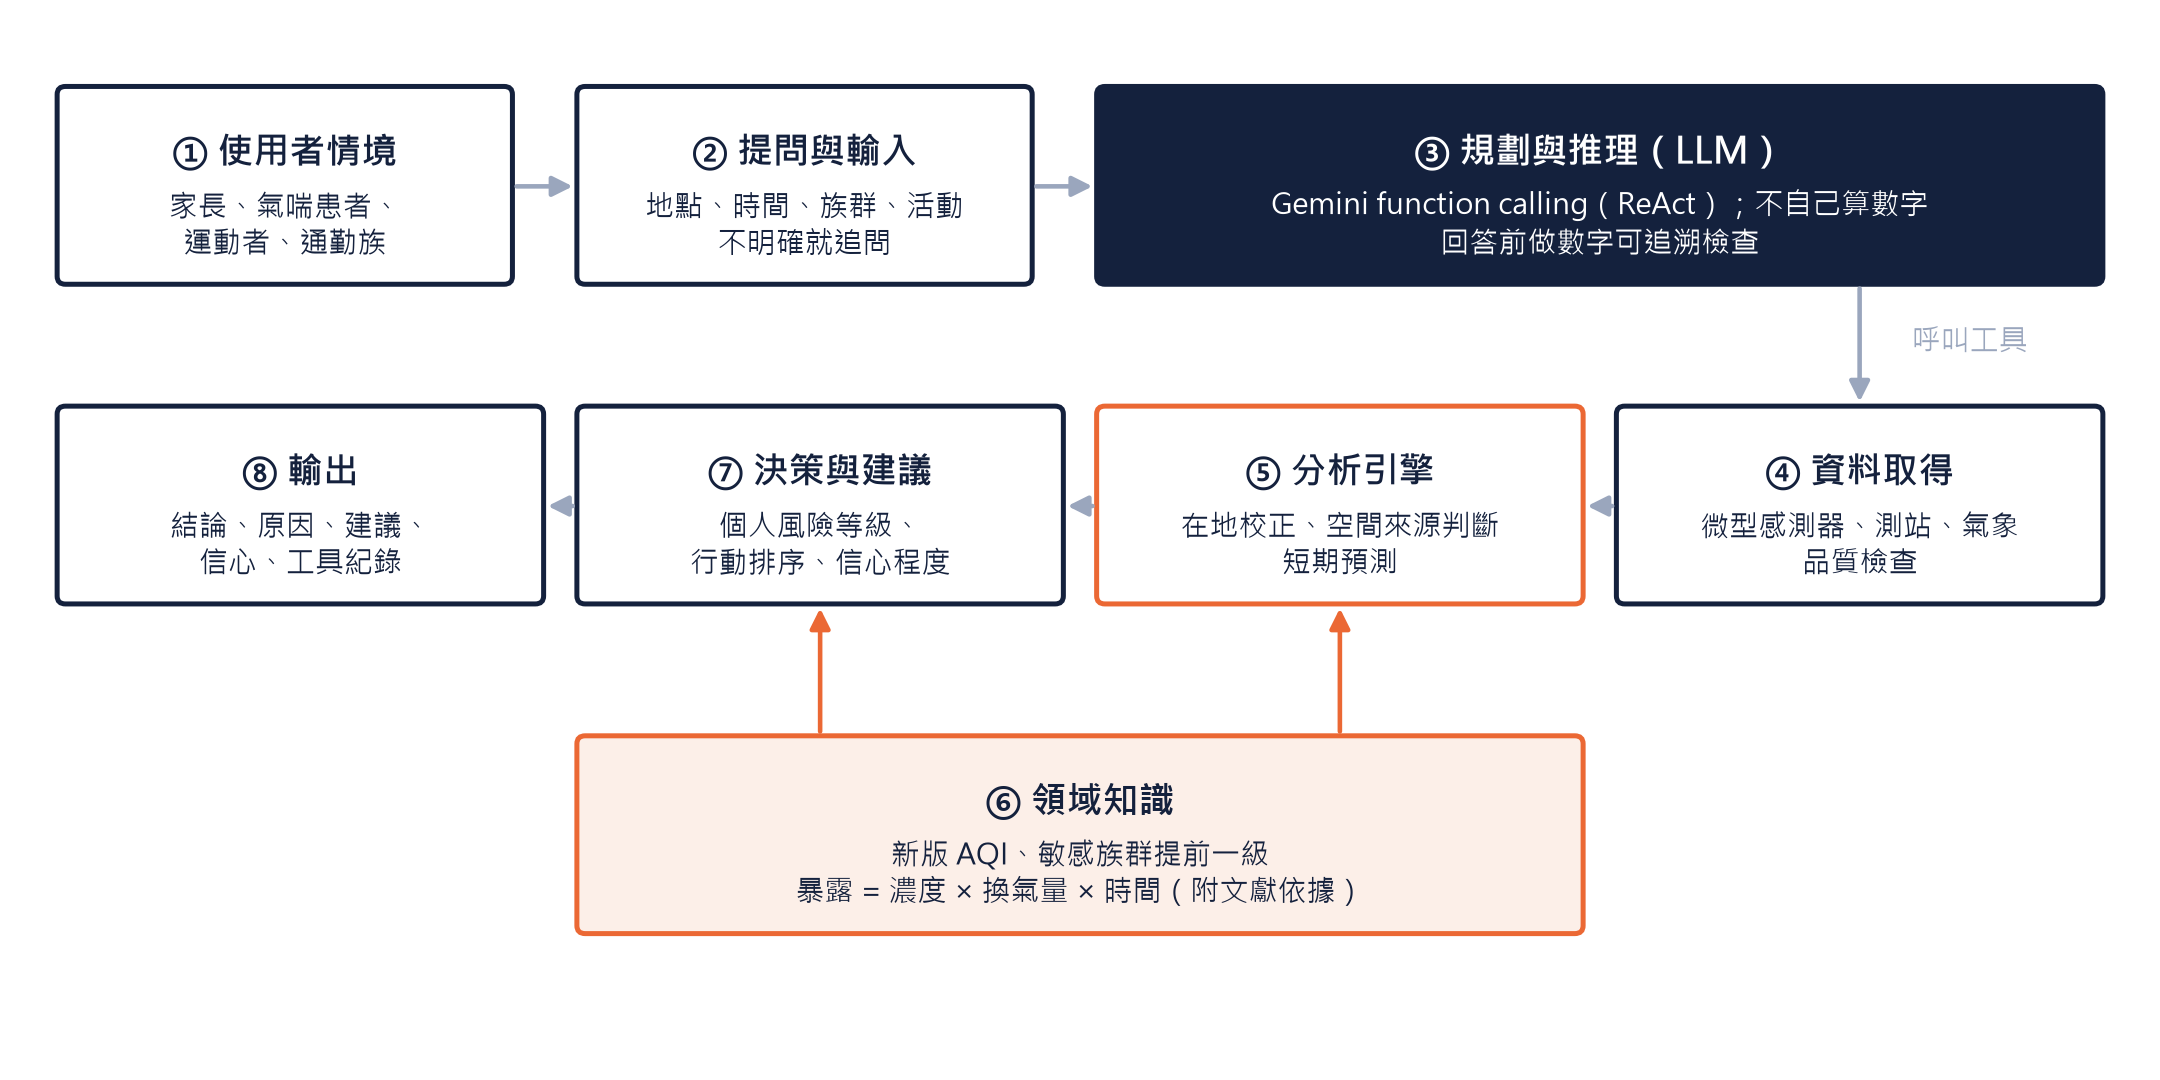 ① 使用者情境
家長、氣喘患者、
運動者、通勤族
② 提問與輸入
地點、時間、族群、活動
不明確就追問
③ 規劃與推理（LLM）
Gemini function calling（ReAct）；不自己算數字
回答前做數字可追溯檢查
呼叫工具
④ 資料取得
微型感測器、測站、氣象
品質檢查
⑤ 分析引擎
在地校正、空間來源判斷
短期預測
⑥ 領域知識
新版 AQI、敏感族群提前一級
暴露 = 濃度 × 換氣量 × 時間（附文獻依據）
⑦ 決策與建議
個人風險等級、
行動排序、信心程度
⑧ 輸出
結論、原因、建議、
信心、工具紀錄